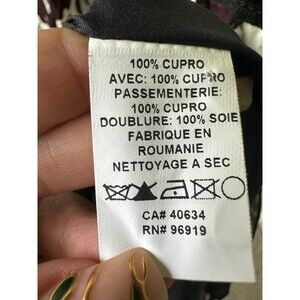 100% CUPRO
AVEC: 100% CUPRO
PASSEMENTERIE:
100% CUPRO
DOUBLURE: 100% SOIE
FABRIQUE EN
ROUMANIE
NETTOYAGE A SEC
CA# 40634
RN# 96919